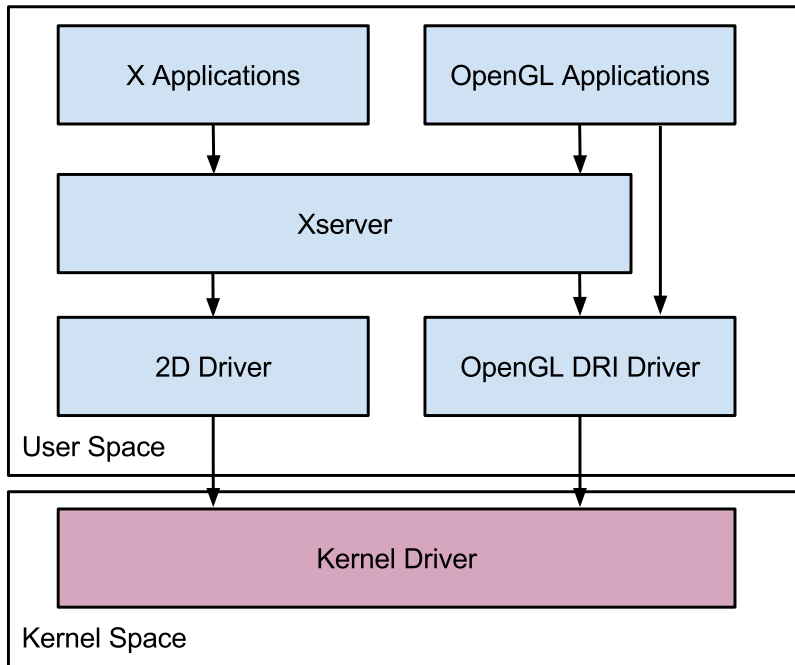 X Applications
OpenGL Applications
Xserver
2D Driver
OpenGL DRI Driver
User Space
Kernel Driver
Kernel Space